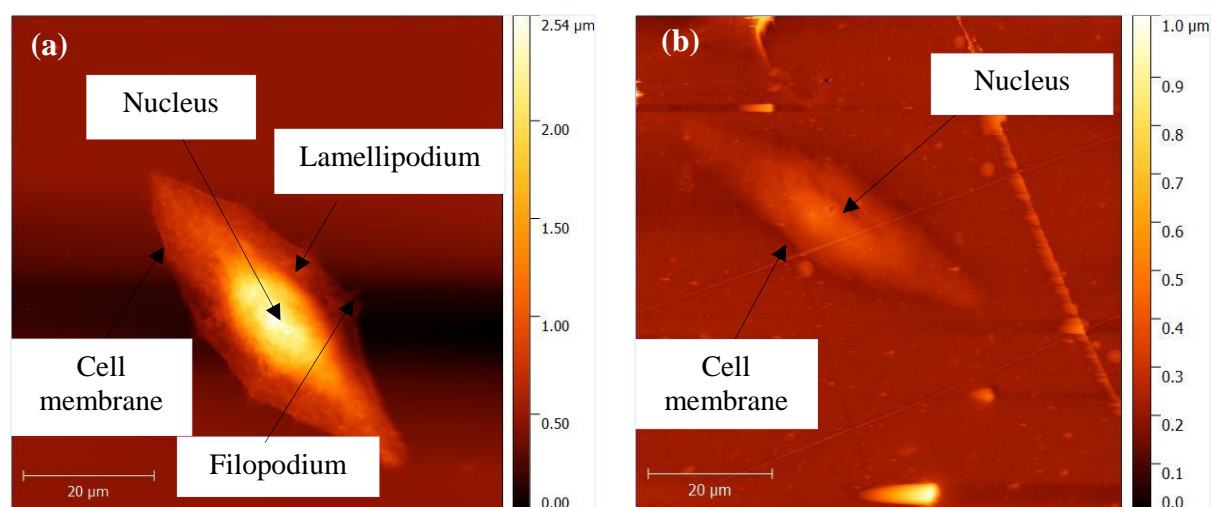 (a)
Nucleus
Lamellipodium
Cell
membrane
Filopodium
20 µm
2.54 µm
2.00
1.50
1.00
0.50
0.00
(b)
Nucleus
Cell
membrane
20 µm
1.0 µm
0.9
0.8
0.7
0.6
0.5
0.4
0.3
0.2
0.1
0.0